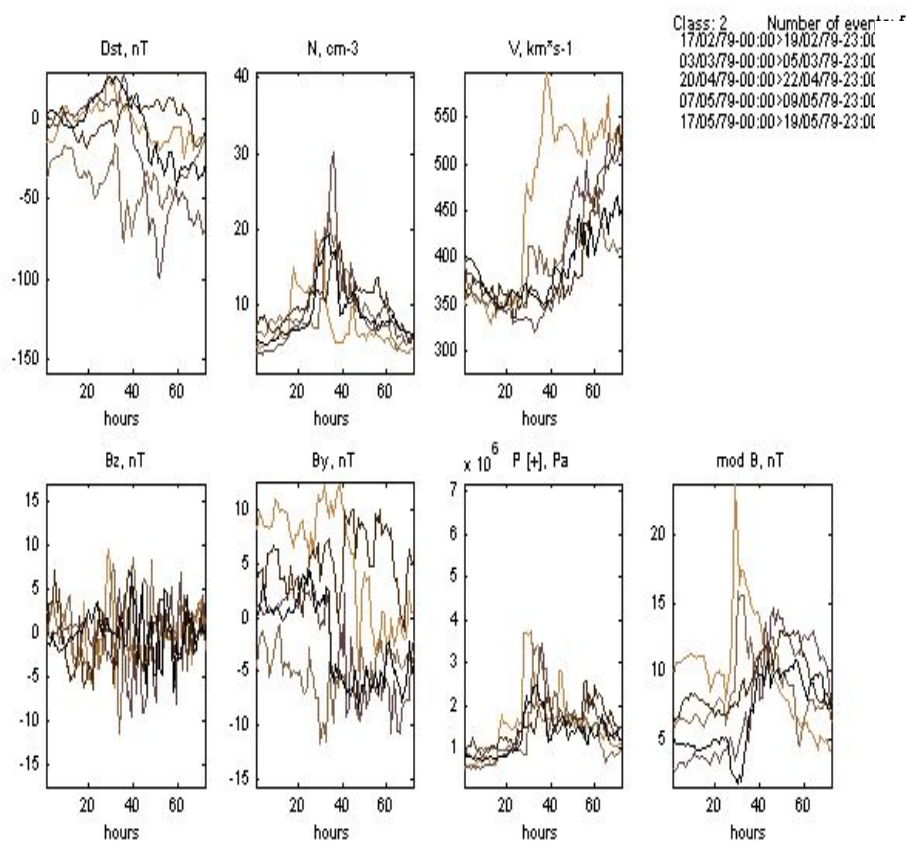 Class: 2 Number of events: 5
17/02/79-00:00>19/02/79-23:00
03/03/79-00:00>05/03/79-23:00
20/04/79-00:00>22/04/79-23:00
07/05/79-00:00>09/05/79-23:00
17/05/79-00:00>19/05/79-23:00
Dst, nT
0
-50
-100
-150
20 40 60
hours
N, cm-3
40
30
20
10
20 40 60
hours
V, km*s-1
550
500
450
400
350
300
20 40 60
hours
Bz, nT
15
10
5
0
-5
-10
-15
20 40 60
hours
By, nT
10
5
0
-5
-10
-15
20 40 60
hours
x 10 6 P [+], Pa
7
6
5
4
3
2
1
20 40 60
hours
mod B, nT
20
15
10
5
20 40 60
hours